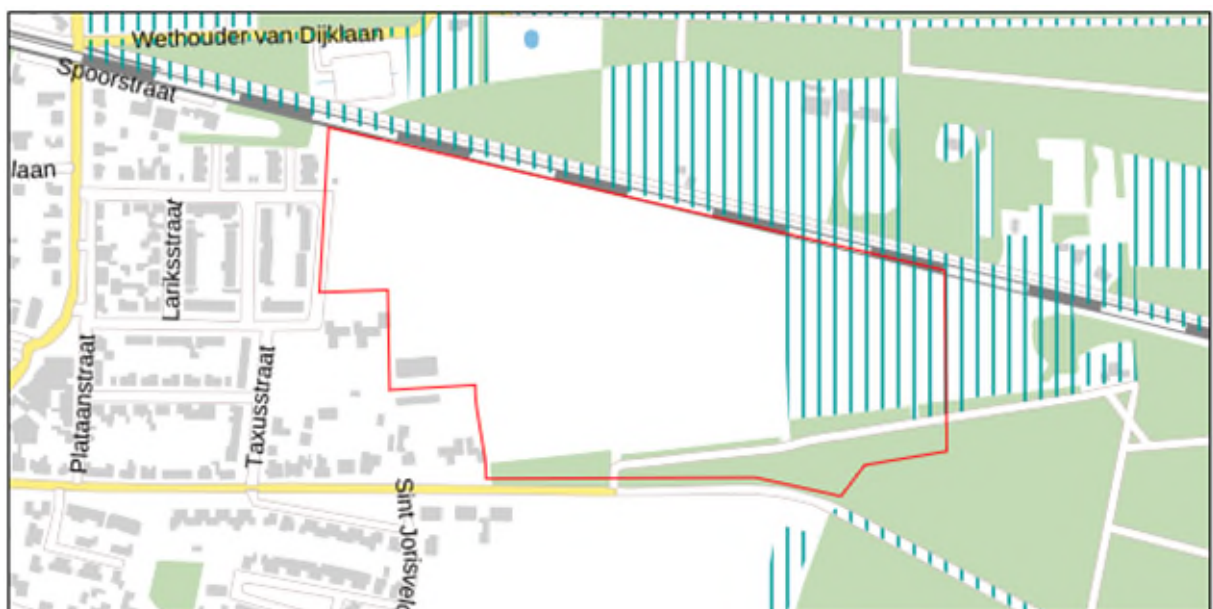 Wethouder van Dijklaan
Spoorstraat
laan
Lariksstraat
Plataanstraat
Taxusstraat
Sint Jorisveld